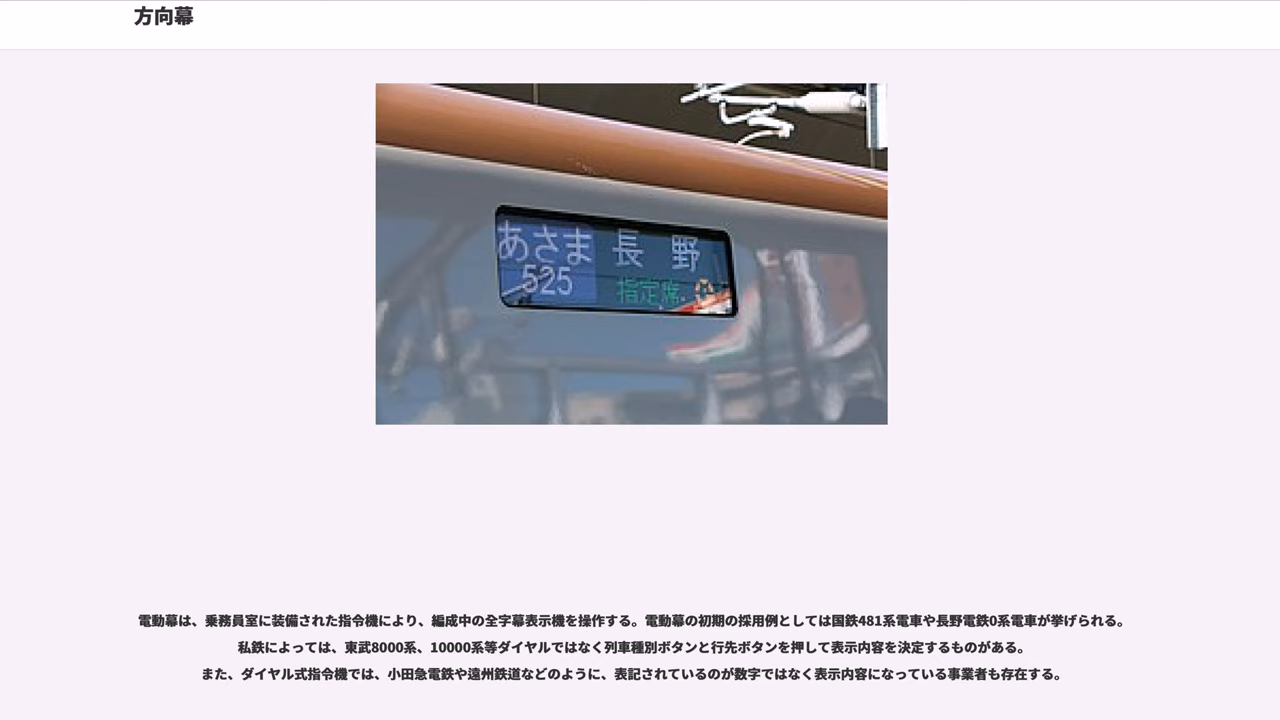 方向幕
あさま 長野
525 指定席
電動幕は、乗務員室に装備された指令機により、編成中の全字幕表示機を操作する。電動幕の初期の採用例としては国鉄481系電車や長野電鉄0系電車が挙げられる。
私鉄によっては、東武8000系、10000系等ダイヤルではなく列車種別ボタンと行先ボタンを押して表示内容を決定するものがある。
また、ダイヤル式指令機では、小田急電鉄や遠州鉄道などのように、表記されているのが数字ではなく表示内容になっている事業者も存在する。